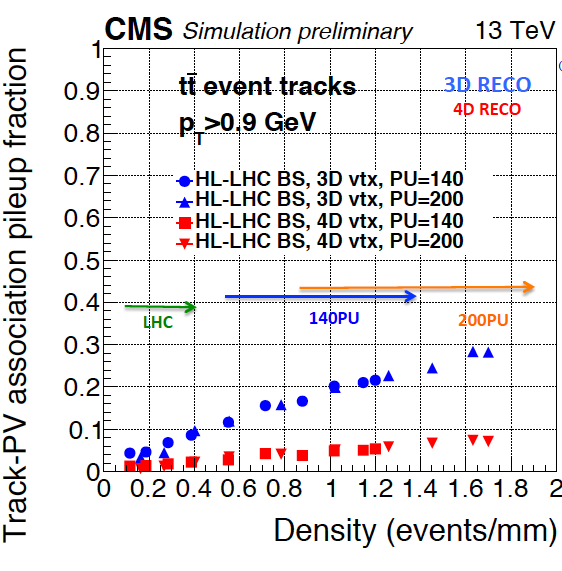 CMS Simulation preliminary 13 TeV
Track-PV association pileup fraction
1
0.9
0.8
0.7
0.6
0.5
0.4
0.3
0.2
0.1
0
tt̅ event tracks
pT>0.9 GeV
3D RECO
4D RECO
HL-LHC BS, 3D vtx, PU=140
HL-LHC BS, 3D vtx, PU=200
HL-LHC BS, 4D vtx, PU=140
HL-LHC BS, 4D vtx, PU=200
LHC
140PU
200PU
0 0.2 0.4 0.6 0.8 1 1.2 1.4 1.6 1.8 2
Density (events/mm)